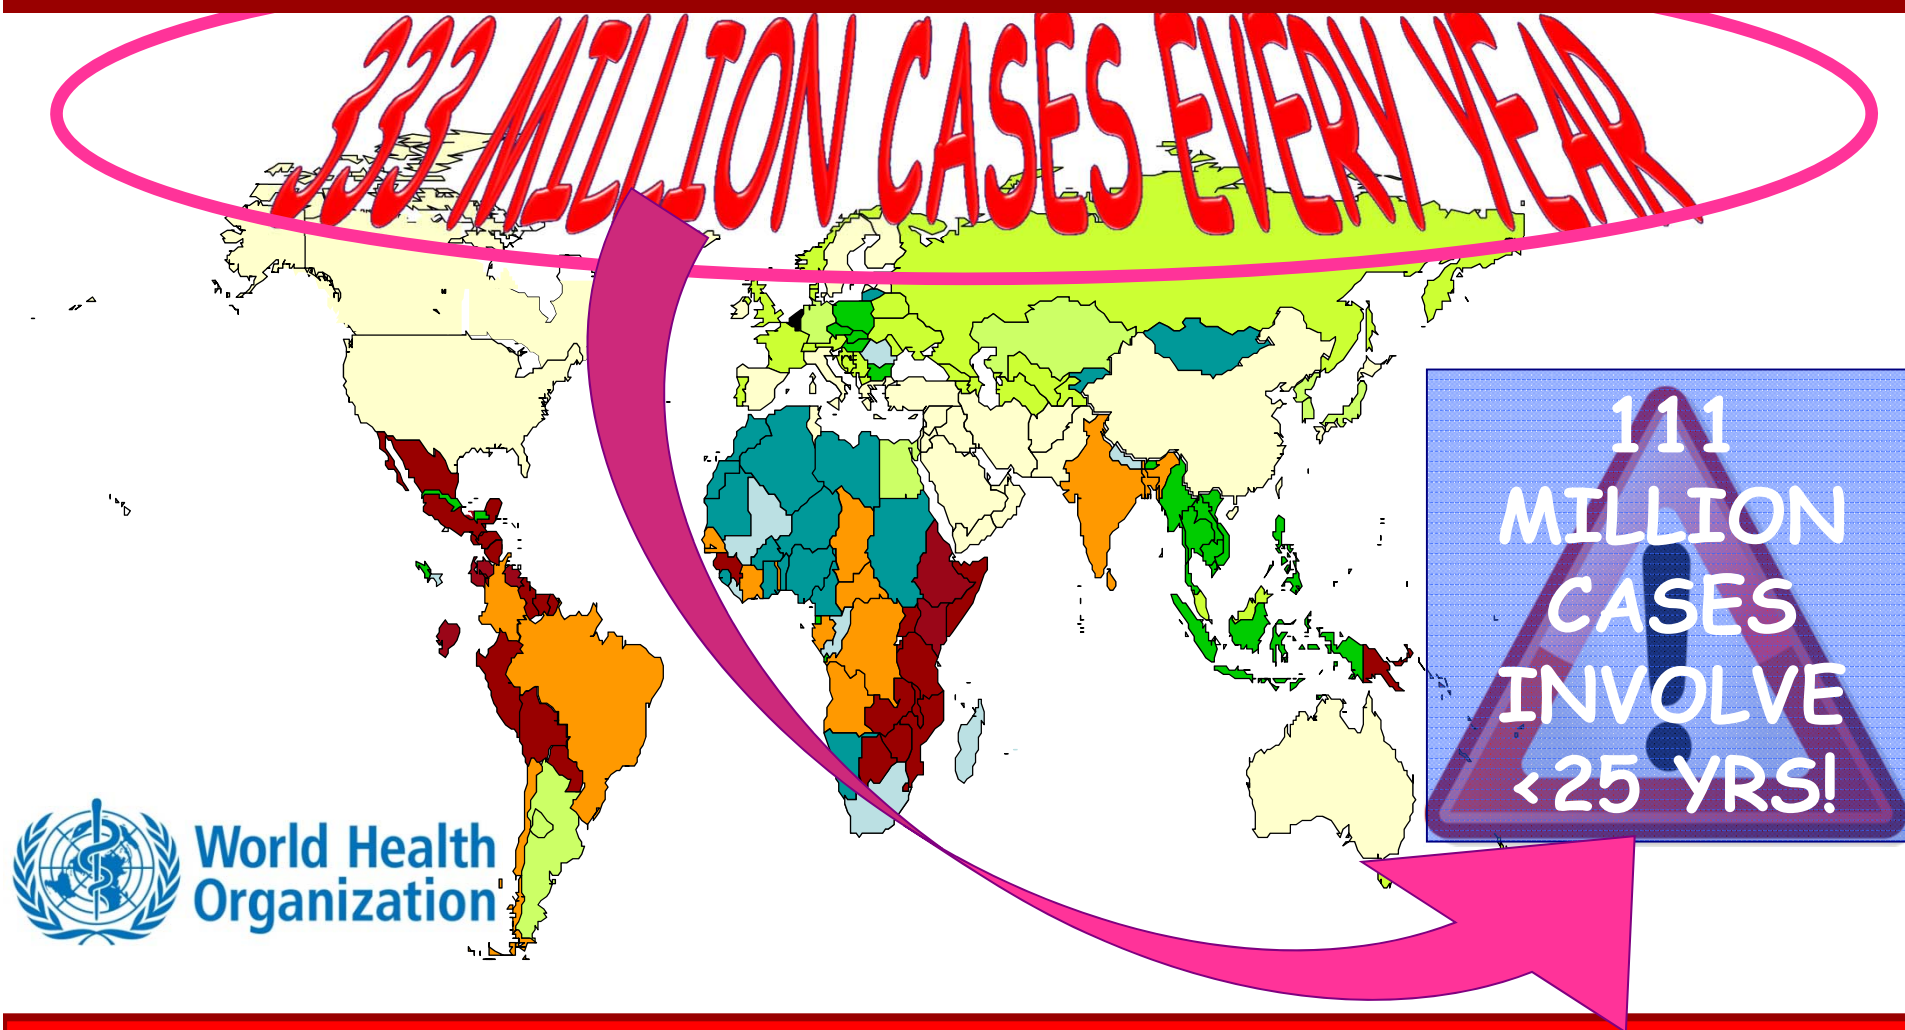 333 MILLION CASES EVERY YEAR
111
MILLION
CASES
INVOLVE
<25 YRS!
World Health
Organization